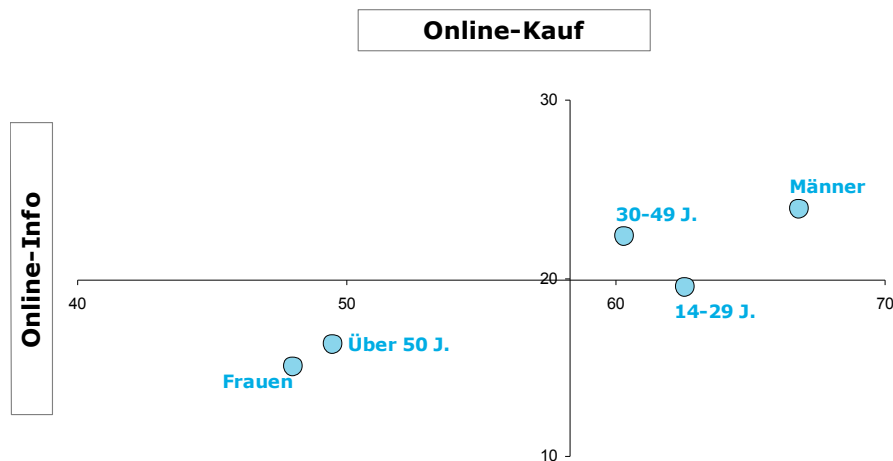 Online-Kauf
30
Männer
30-49 J.
Online-Info
20
40
50
60
70
14-29 J.
Über 50 J.
Frauen
10